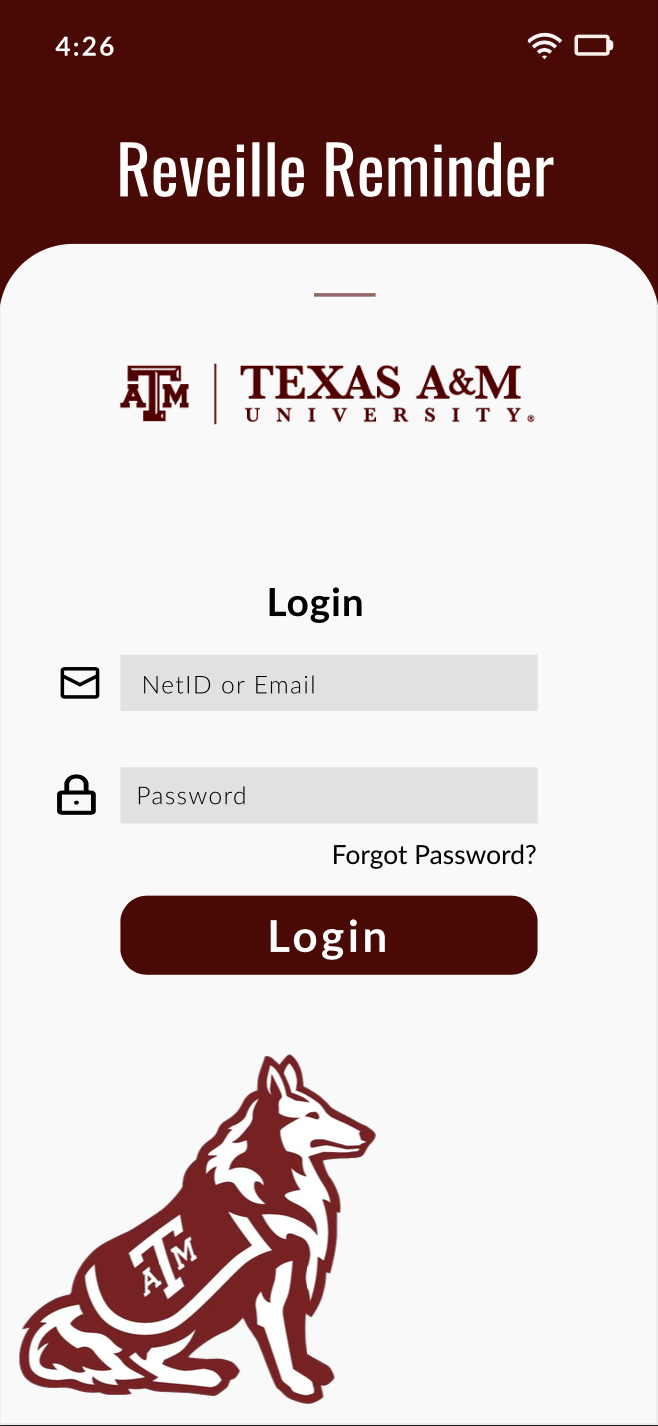 4:26
Reveille Reminder
ATM | TEXAS A&M
UNIVERSITY®
Login
NetID or Email
Password
Forgot Password?
Login
ATM